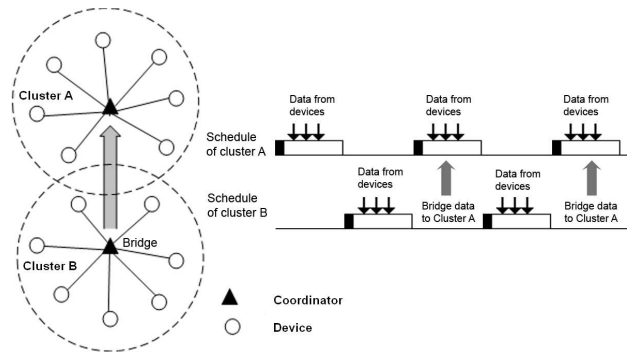 Cluster A
Bridge
Cluster B
Coordinator
Device
Schedule
of cluster A
Data from
devices
Data from
devices
Data from
devices
Schedule
of cluster B
Data from
devices
Bridge data
to Cluster A
Data from
devices
Bridge data
to Cluster A